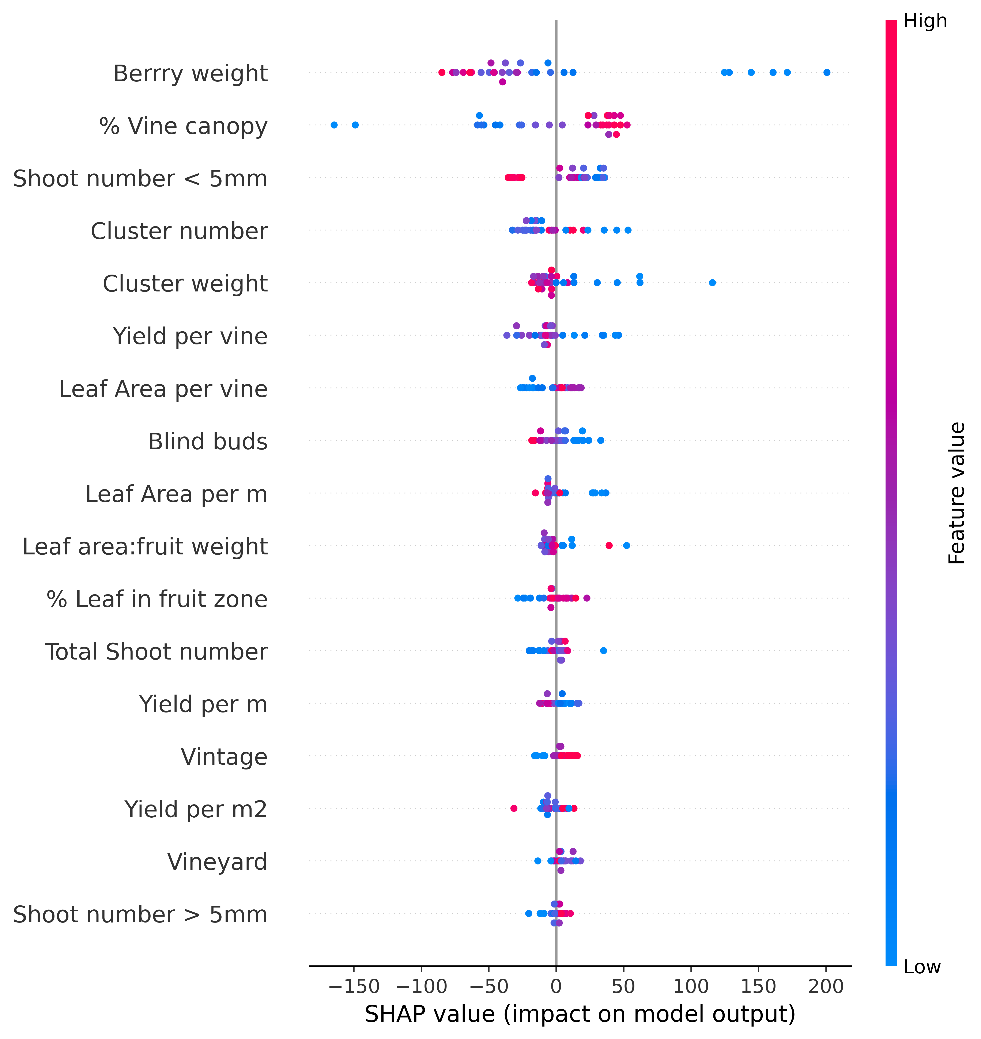 High
Berrry weight
% Vine canopy
Shoot number < 5mm
Cluster number
Cluster weight
Yield per vine
Leaf Area per vine
Blind buds
Leaf Area per m
Leaf area:fruit weight
% Leaf in fruit zone
Total Shoot number
Yield per m
Vintage
Yield per m2
Vineyard
Shoot number > 5mm
Feature value
Low
−150 −100 −50 0 50 100 150 200
SHAP value (impact on model output)